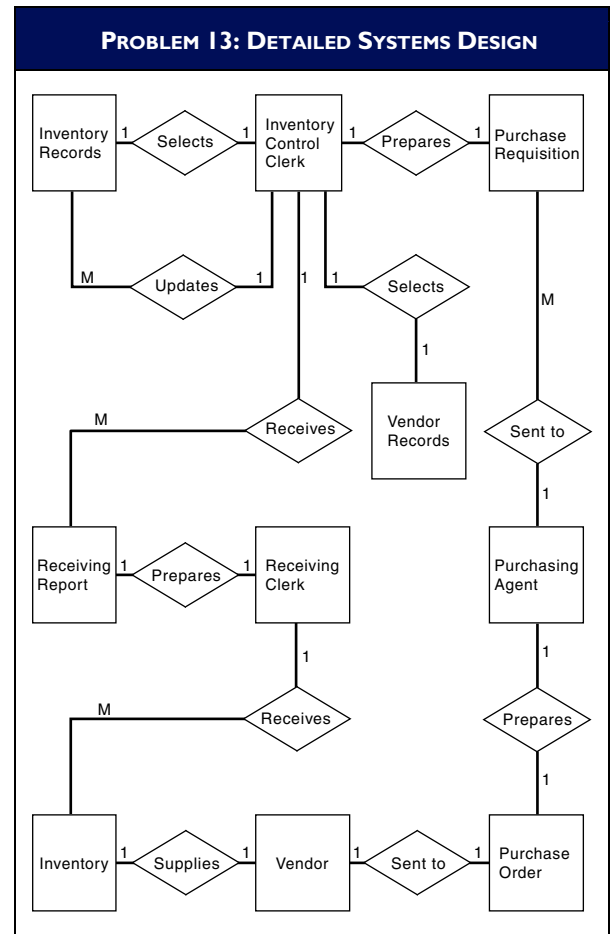 PROBLEM 13: DETAILED SYSTEMS DESIGN
Inventory
Records
1
Selects
1
Inventory
Control
Clerk
1
Prepares
1
Purchase
Requisition
M
Updates
1
1
1
Selects
M
1
M
Receives
Vendor
Records
Sent to
1
Receiving
Report
1
Prepares
1
Receiving
Clerk
Purchasing
Agent
1
1
M
Receives
Prepares
1
Inventory
1
Supplies
1
Vendor
1
Sent to
1
Purchase
Order